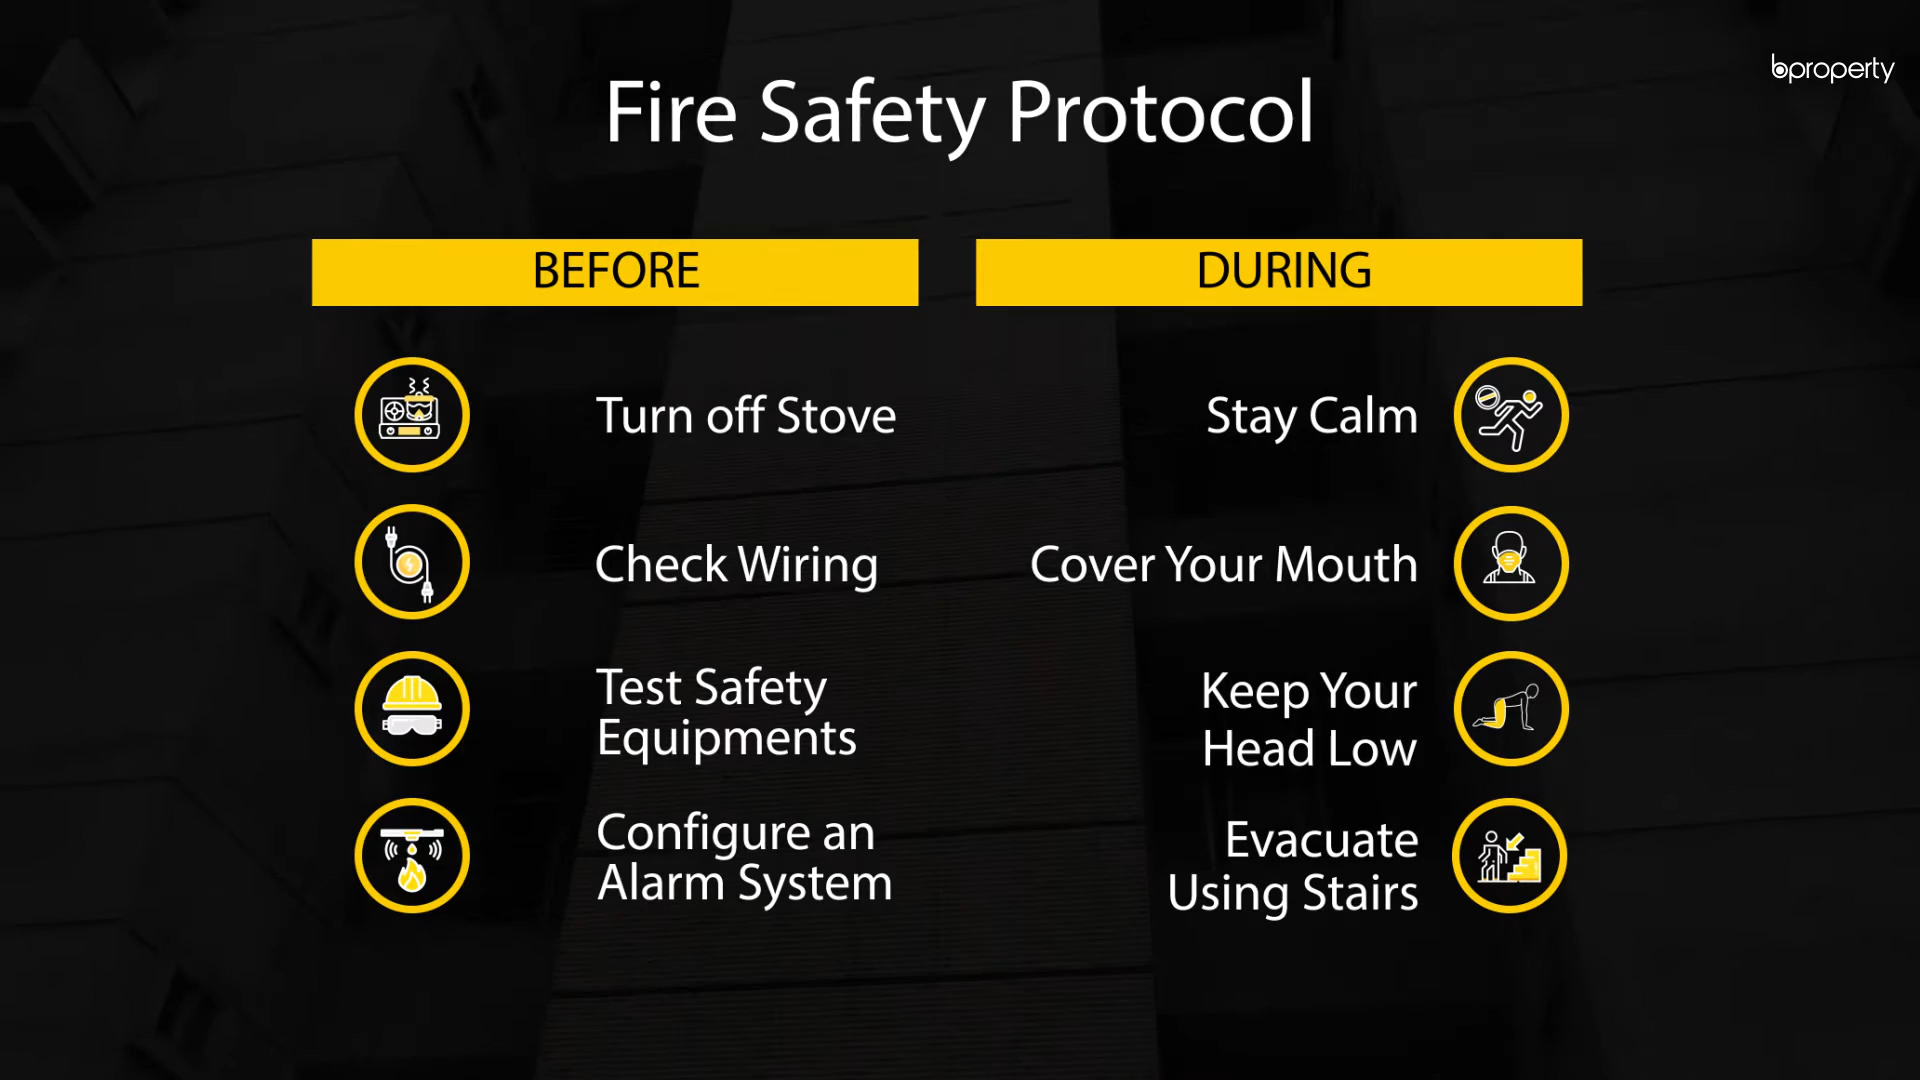 bproperty
Fire Safety Protocol
BEFORE
Turn off Stove
Check Wiring
Test Safety
Equipments
Configure an
Alarm System
DURING
Stay Calm
Cover Your Mouth
Keep Your
Head Low
Evacuate
Using Stairs